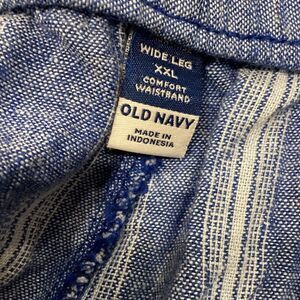 WIDE LEG
XXL
COMFORT
WAISTBAND
OLD NAVY
MADE IN
INDONESIA